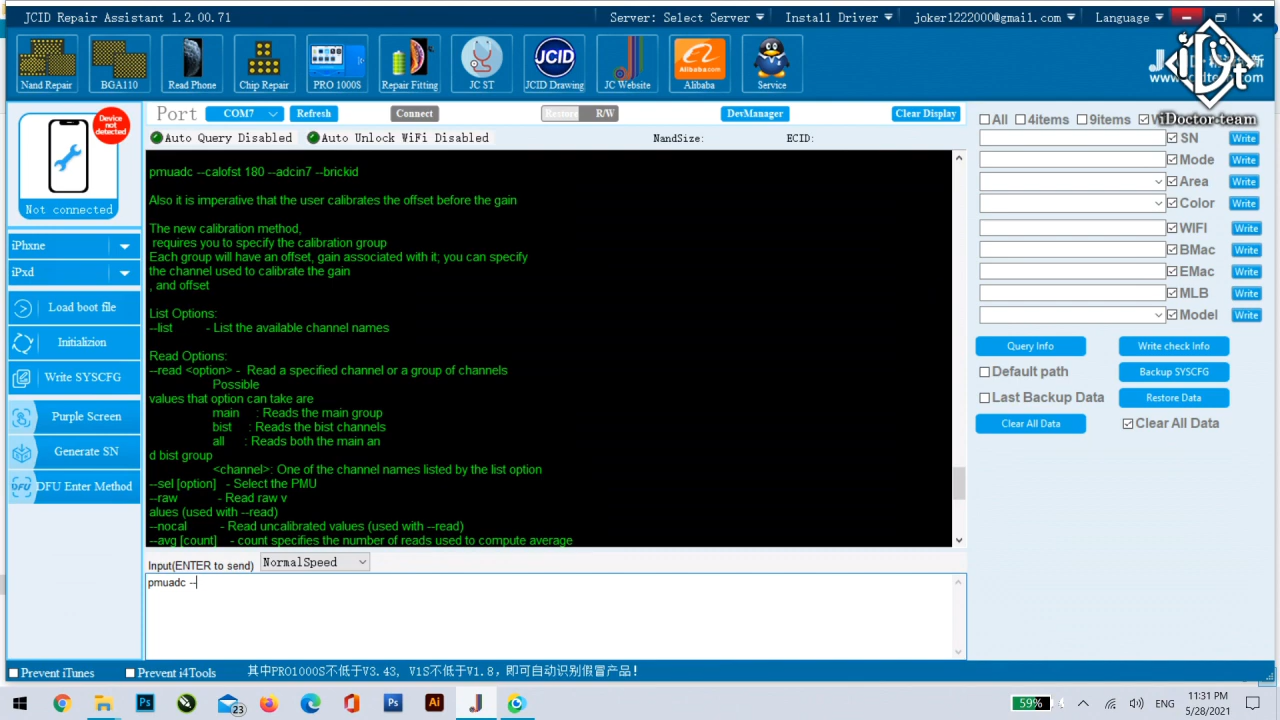 JCID Repair Assistant 1.2.00.71
Server: Select Server
Install Driver
joker1222000@gmail.com
Language
Nand Repair
BGA110
Read Phone
Chip Repair
PRO 1000S
Repair Fitting
JC ST
JCID
JCID Drawing
JC Website
Alibaba.com
Alibaba
Service
iDoctor-team
Port
COM7
Refresh
Connect
Restore
R/W
DevManager
Clear Display
Auto Query Disabled
Auto Unlock WiFi Disabled
NandSize:
ECID:
Device not detected
Not connected
iPhxne
iPxd
Load boot file
Initializion
Write SYSCFG
Purple Screen
Generate SN
DFU Enter Method
pmuadc --calofst 180 --adcin7 --brickid
Also it is imperative that the user calibrates the offset before the gain
The new calibration method,
requires you to specify the calibration group
Each group will have an offset, gain associated with it; you can specify
the channel used to calibrate the gain
, and offset
List Options:
--list - List the available channel names
Read Options:
--read <option> - Read a specified channel or a group of channels
Possible
values that option can take are
main : Reads the main group
bist : Reads the bist channels
all : Reads both the main an
d bist group
<channel>: One of the channel names listed by the list option
--sel [option] - Select the PMU
--raw - Read raw v
alues (used with --read)
--nocal - Read uncalibrated values (used with --read)
--avg [count] - count specifies the number of reads used to compute average
Input(ENTER to send)
NormalSpeed
pmuadc --
All
4items
9items
SN
Write
Mode
Write
Area
Write
Color
Write
WIFI
Write
BMac
Write
EMac
Write
MLB
Write
Model
Write
Query Info
Write check Info
Default path
Backup SYSCFG
Last Backup Data
Restore Data
Clear All Data
Clear All Data
Prevent iTunes
Prevent i4Tools
其中PRO1000S不低于V3.43, V1S不低于V1.8, 即可自动识别假冒产品!
23
59%
ENG
11:31 PM
5/28/2021